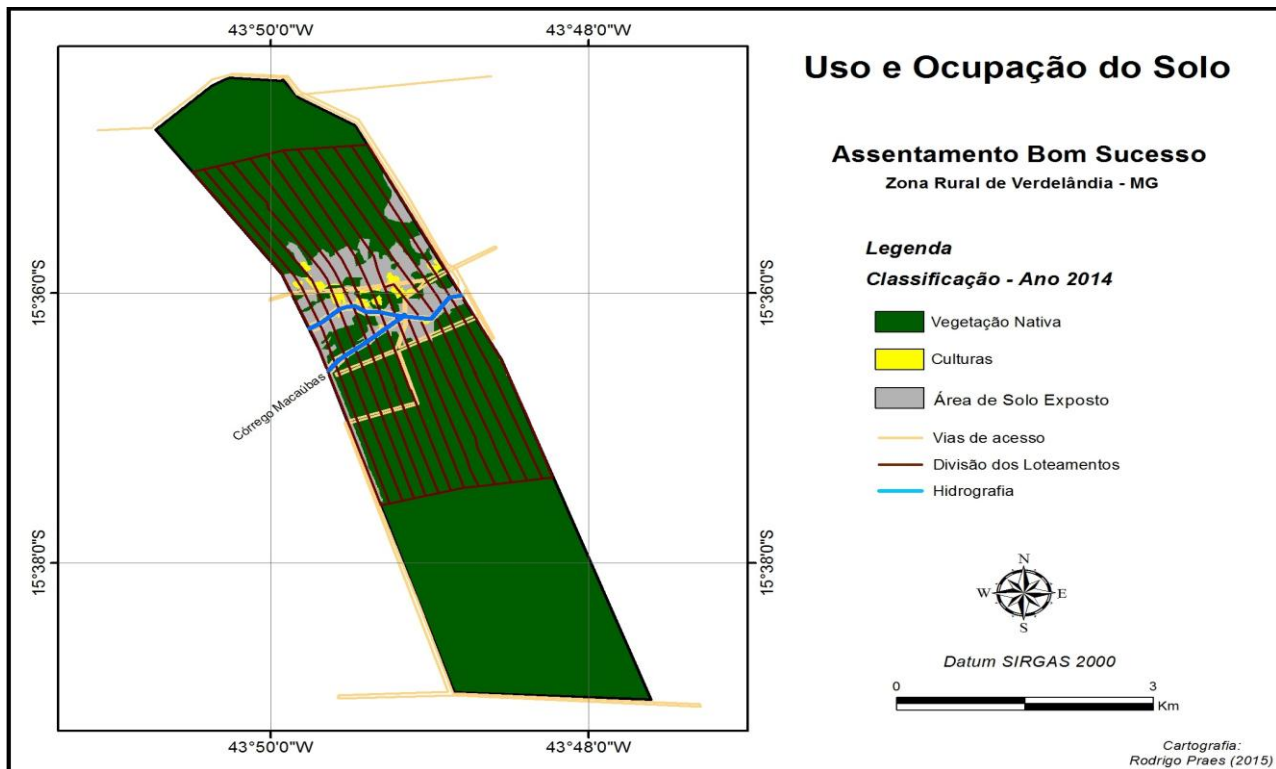 43°50'0"W
43°48'0"W
15°36'0"S
15°36'0"S
15°38'0"S
15°38'0"S
Córrego Macaúbas
43°50'0"W
43°48'0"W
Uso e Ocupação do Solo
Assentamento Bom Sucesso
Zona Rural de Verdelândia - MG
Legenda
Classificação - Ano 2014
Vegetação Nativa
Culturas
Área de Solo Exposto
Vias de acesso
Divisão dos Loteamentos
Hidrografia
N
W E
S
Datum SIRGAS 2000
0 3
Km
Cartografia:
Rodrigo Praes (2015)